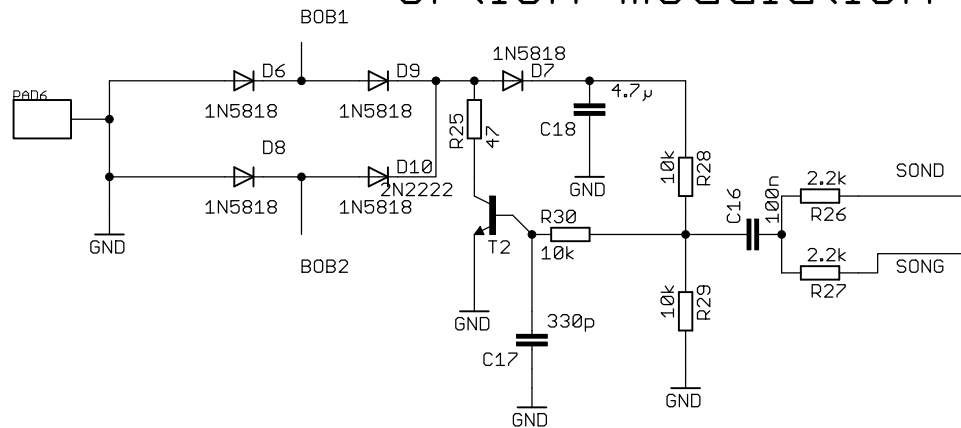 BOB1
PAD6
D6
1N5818
D9
1N5818
1N5818
D7
4.7µ
C18
GND
R25
47
D8
1N5818
D10
2N2222
1N5818
GND
BOB2
T2
GND
R30
10k
10k
R28
C16
100n
2.2k
R26
SOND
2.2k
R27
SONG
10k
R29
GND
330p
C17
GND